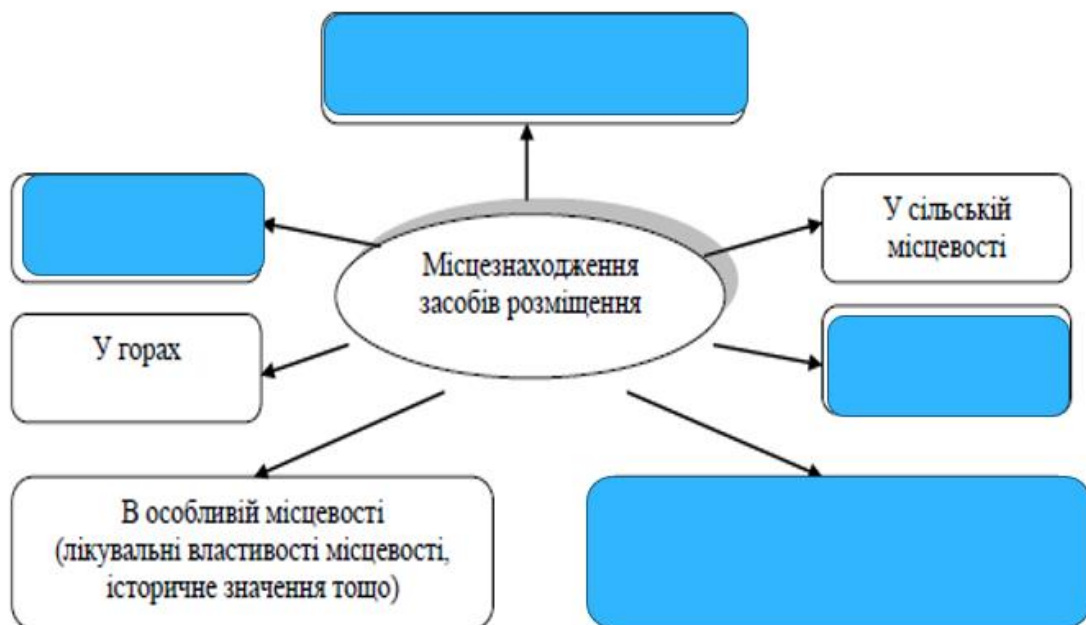 У сільській
місцевості
Місцезнаходження
засобів розміщення
У горах
В особливій місцевості
(лікувальні властивості місцевості,
історичне значення тощо)